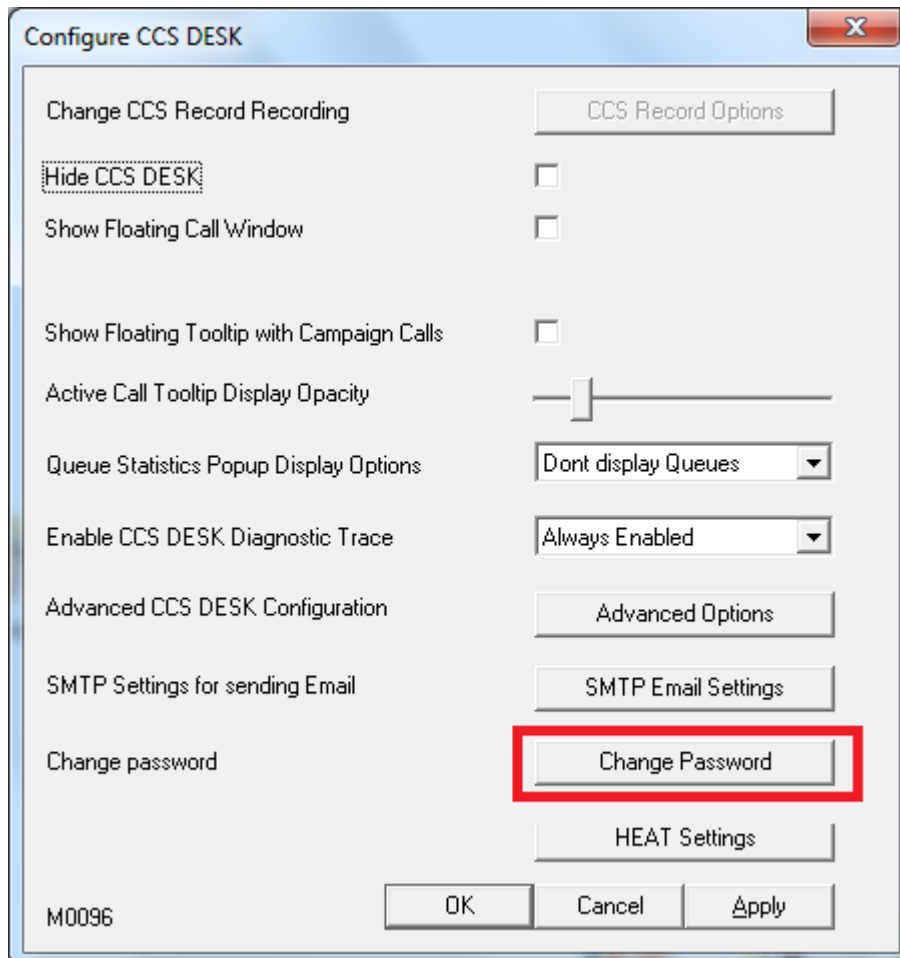 Configure CCS DESK
Change CCS Record Recording CCS Record Options
Hide CCS DESK
Show Floating Call Window
Show Floating Tooltip with Campaign Calls
Active Call Tooltip Display Opacity
Queue Statistics Popup Display Options Dont display Queues
Enable CCS DESK Diagnostic Trace Always Enabled
Advanced CCS DESK Configuration Advanced Options
SMTP Settings for sending Email SMTP Email Settings
Change password Change Password
HEAT Settings
M0096 OK Cancel Apply